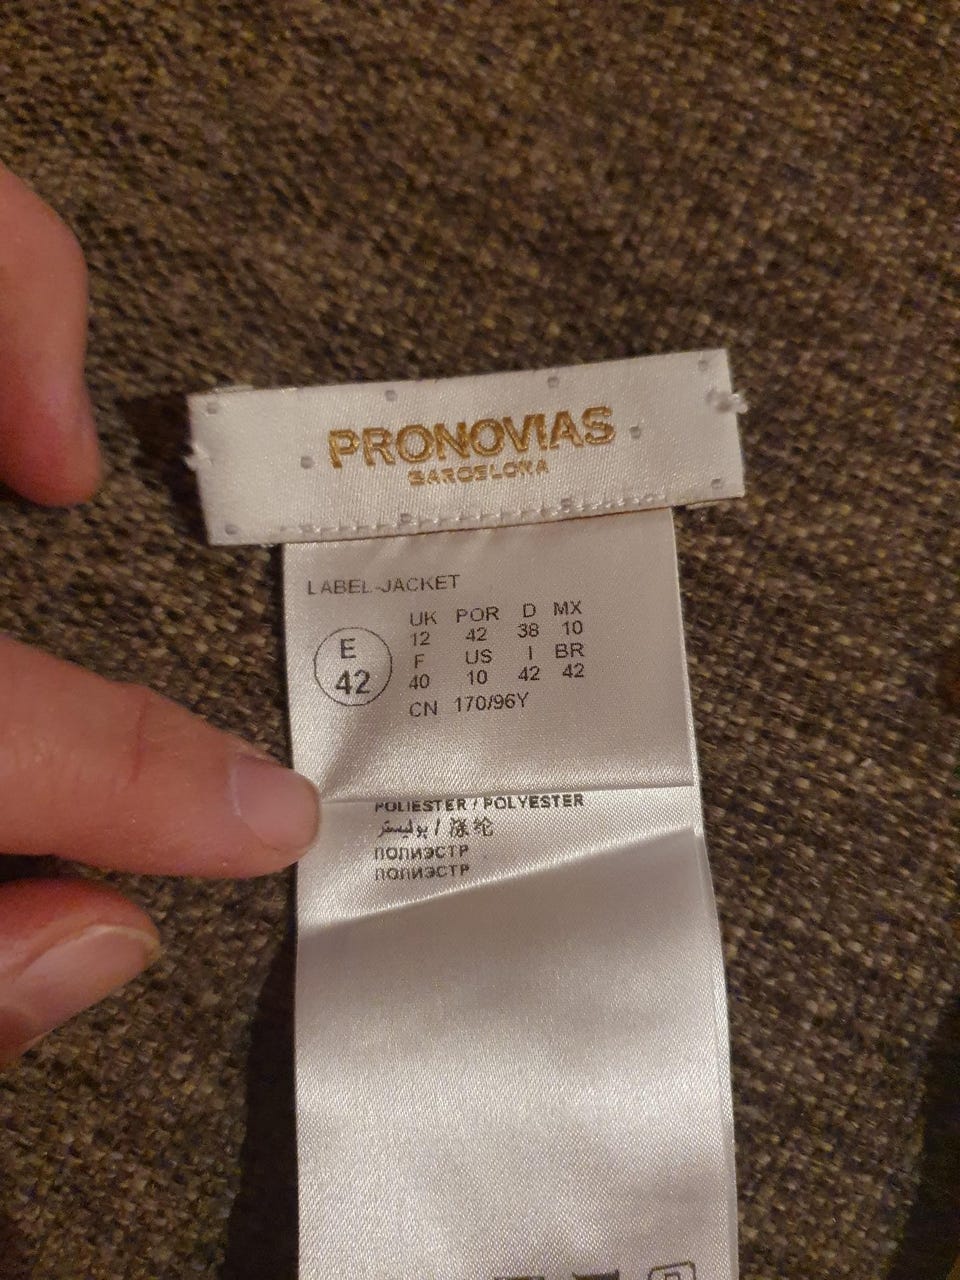 PRONOVIAS
BARCELONA
LABEL-JACKET
E
42
UK POR D MX
12 42 38 10
F US I BR
40 10 42 42
CN 170/96Y
POLIESTER / POLYESTER
بوليستر / 涤纶
ПОЛИЭСТР
ПОЛИЭСТР
P